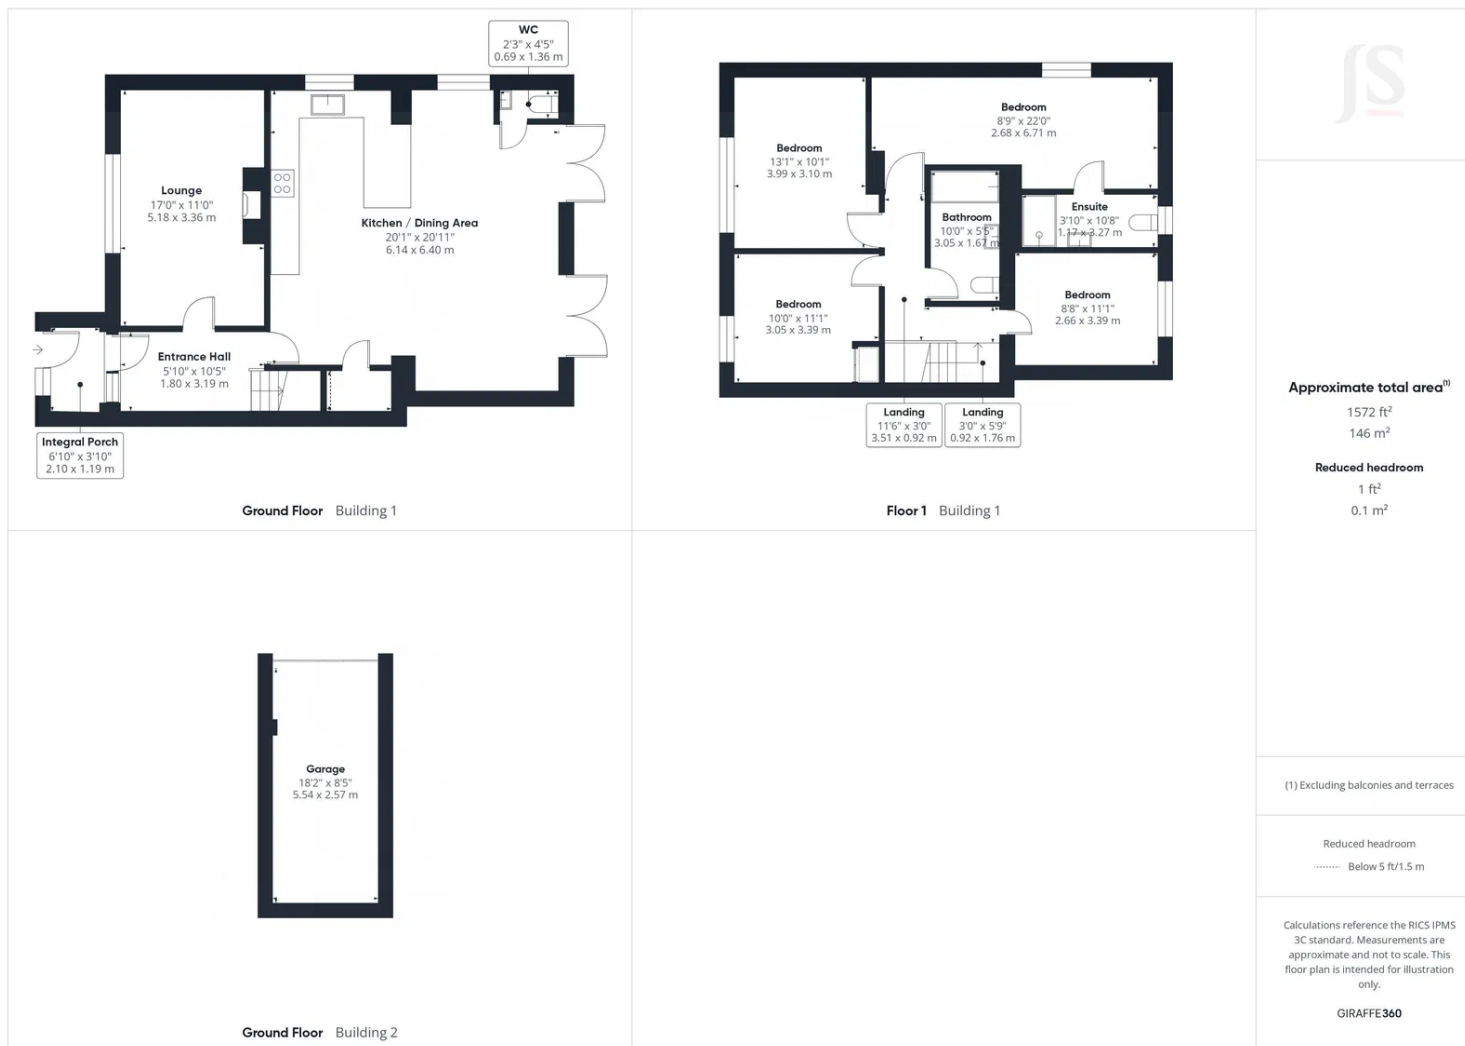 WC
2'3" x 4'5"
0.69 x 1.36 m
Lounge
17'0" x 11'0"
5.18 x 3.36 m
Kitchen / Dining Area
20'1" x 20'11"
6.14 x 6.40 m
Entrance Hall
5'10" x 10'5"
1.80 x 3.19 m
Integral Porch
6'10" x 3'10"
2.10 x 1.19 m
Ground Floor Building 1
Bedroom
13'1" x 10'1"
3.99 x 3.10 m
Bedroom
8'9" x 22'0"
2.68 x 6.71 m
Bathroom
10'0" x 5'5"
3.05 x 1.67 m
Ensuite
3'10" x 10'8"
1.17 x 3.27 m
Bedroom
10'0" x 11'1"
3.05 x 3.39 m
Bedroom
8'8" x 11'1"
2.66 x 3.39 m
Landing
11'6" x 3'0"
3.51 x 0.92 m
Landing
3'0" x 5'9"
0.92 x 1.76 m
Floor 1 Building 1
Garage
18'2" x 8'5"
5.54 x 2.57 m
Ground Floor Building 2
JS
Approximate total area(1)
1572 ft²
146 m²
Reduced headroom
1 ft²
0.1 m²
(1) Excluding balconies and terraces
Reduced headroom
Below 5 ft/1.5 m
Calculations reference the RICS IPMS
3C standard. Measurements are
approximate and not to scale. This
floor plan is intended for illustration
only.
GIRAFFE360